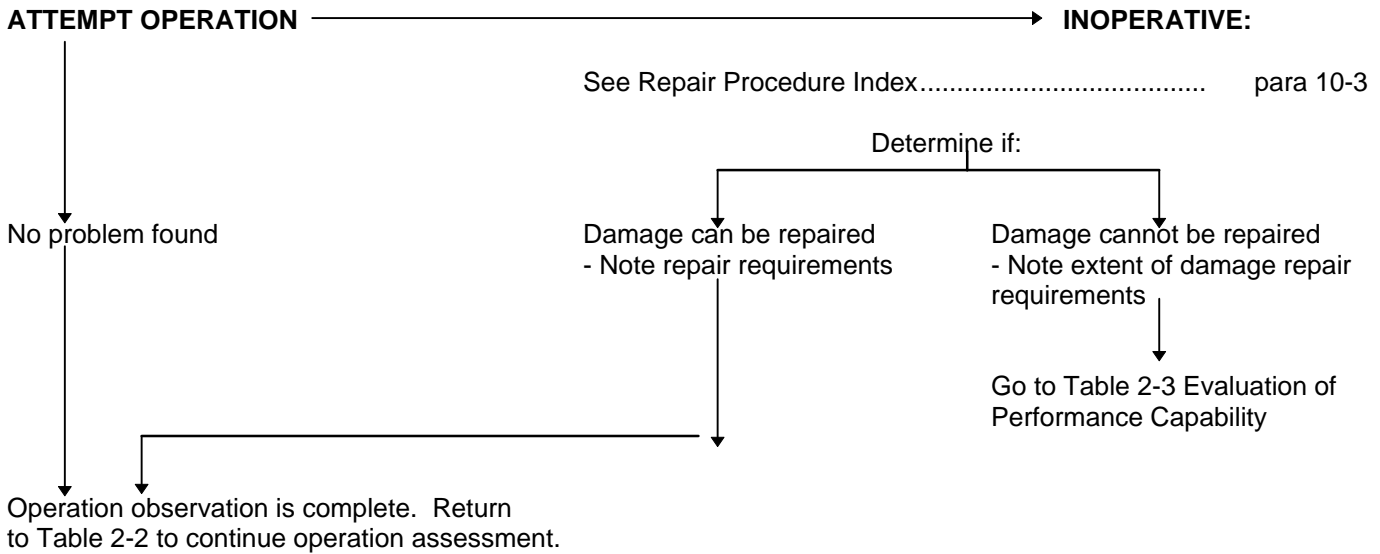 ATTEMPT OPERATION
INOPERATIVE:
See Repair Procedure Index....................................... para 10-3
Determine if:
No problem found
Damage can be repaired
- Note repair requirements
Damage cannot be repaired
- Note extent of damage repair
requirements
Go to Table 2-3 Evaluation of
Performance Capability
Operation observation is complete. Return
to Table 2-2 to continue operation assessment.